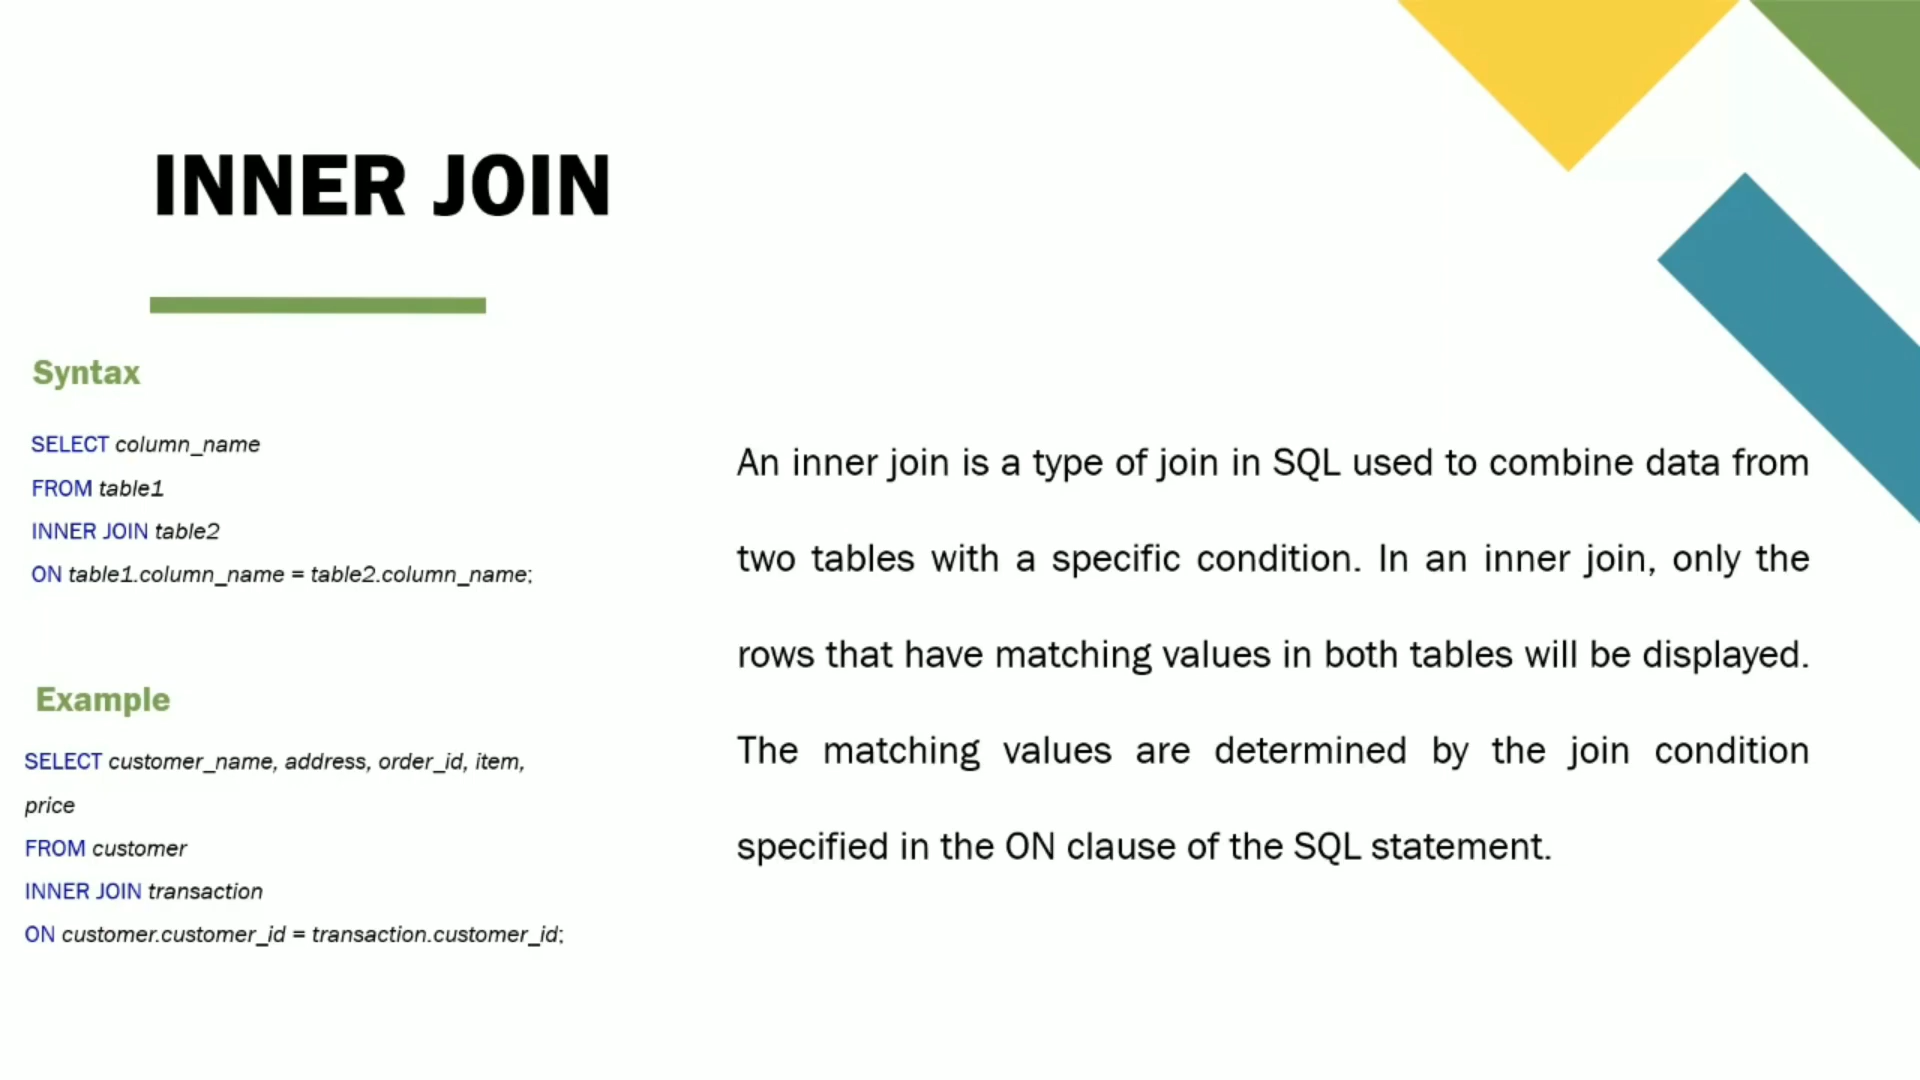 INNER JOIN
Syntax
SELECT column_name
FROM table1
INNER JOIN table2
ON table1.column_name = table2.column_name;
Example
SELECT customer_name, address, order_id, item,
price
FROM customer
INNER JOIN transaction
ON customer.customer_id = transaction.customer_id;
An inner join is a type of join in SQL used to combine data from
two tables with a specific condition. In an inner join, only the
rows that have matching values in both tables will be displayed.
The matching values are determined by the join condition
specified in the ON clause of the SQL statement.